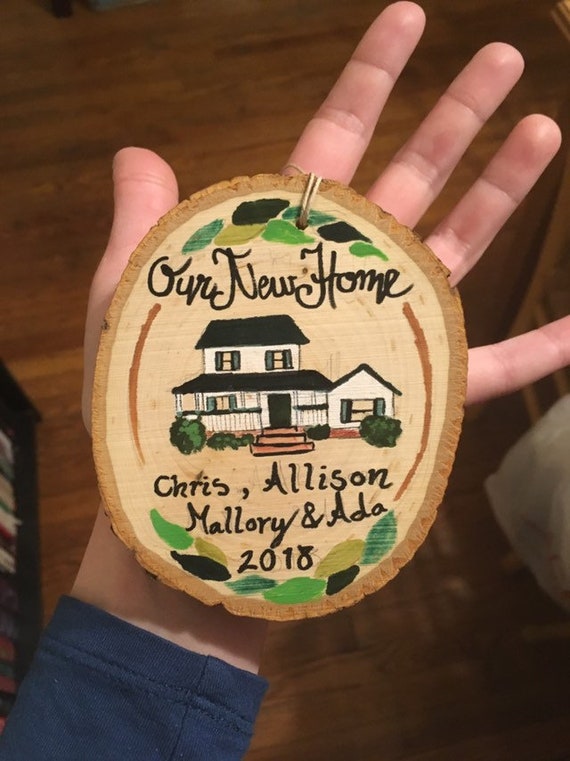 Our New Home
Chris, Allison
Mallory & Ada
2018